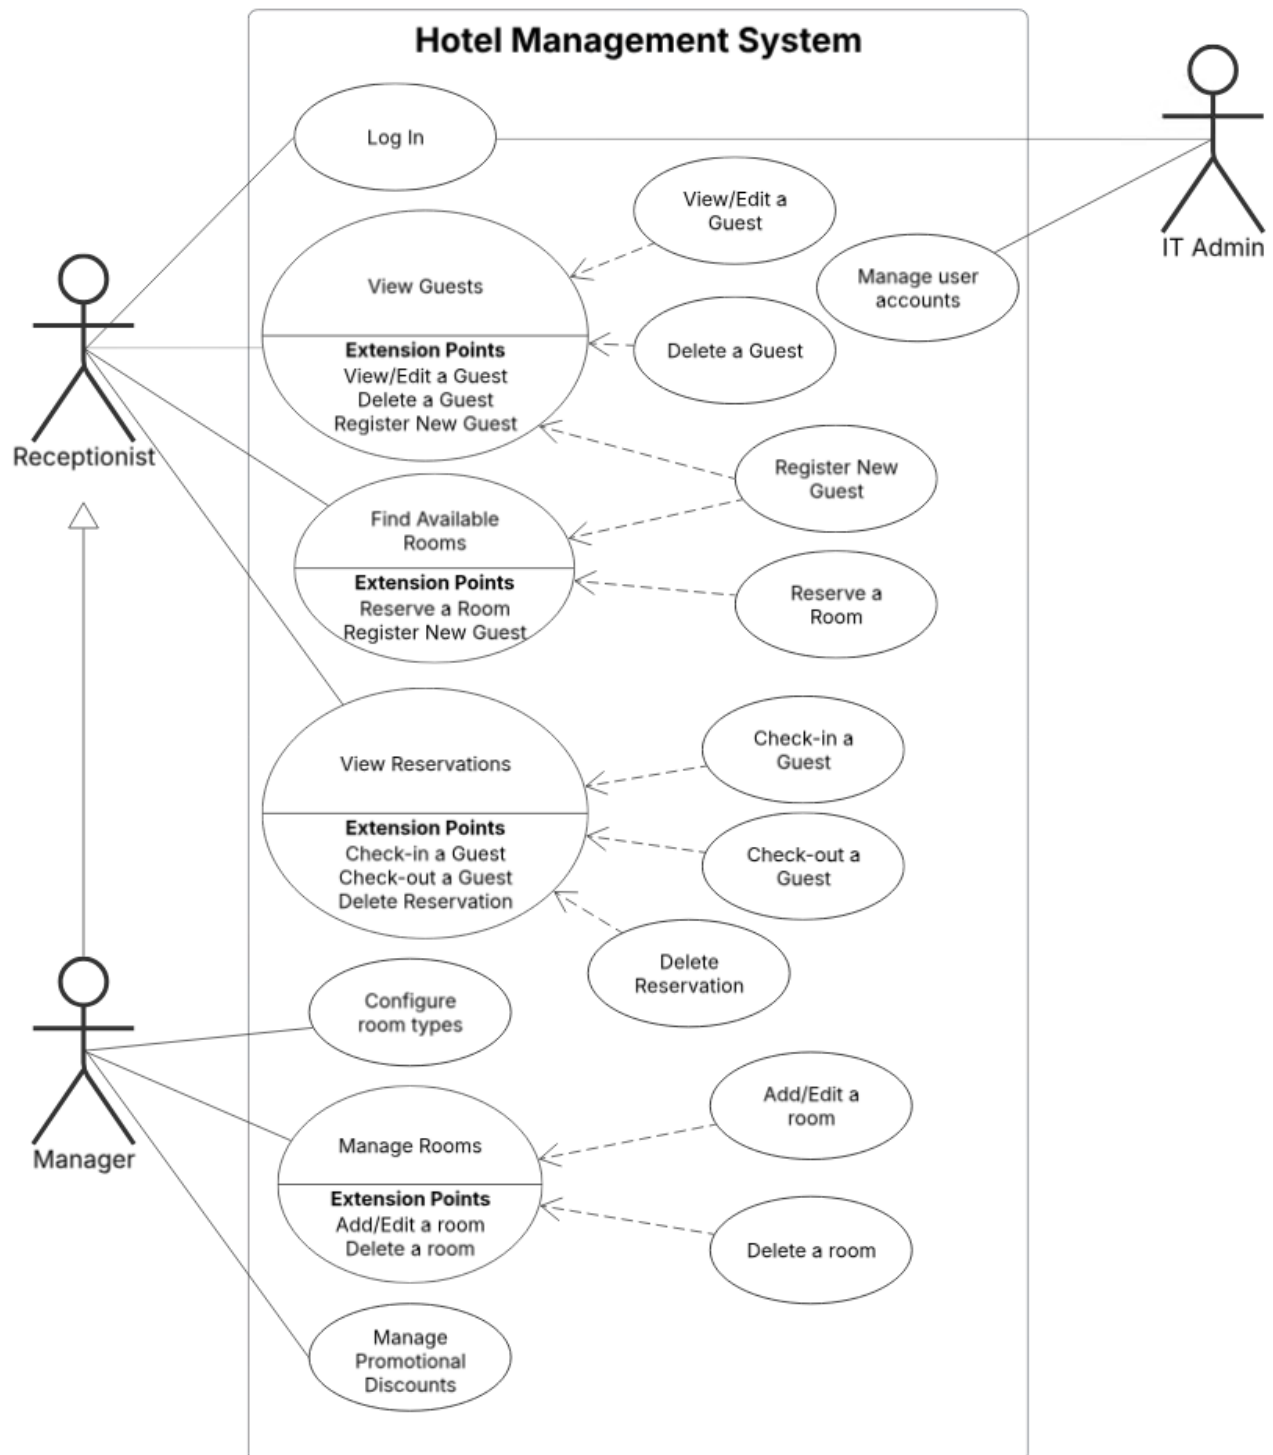 Hotel Management System
Log In
IT Admin
View/Edit a
Guest
Manage user
accounts
View Guests
Extension Points
View/Edit a Guest
Delete a Guest
Register New Guest
Delete a Guest
Receptionist
Register New
Guest
Find Available
Rooms
Extension Points
Reserve a Room
Register New Guest
Reserve a
Room
View Reservations
Extension Points
Check-in a Guest
Check-out a Guest
Delete Reservation
Check-in a
Guest
Check-out a
Guest
Delete
Reservation
Configure
room types
Manager
Manage Rooms
Extension Points
Add/Edit a room
Delete a room
Add/Edit a
room
Delete a room
Manage
Promotional
Discounts